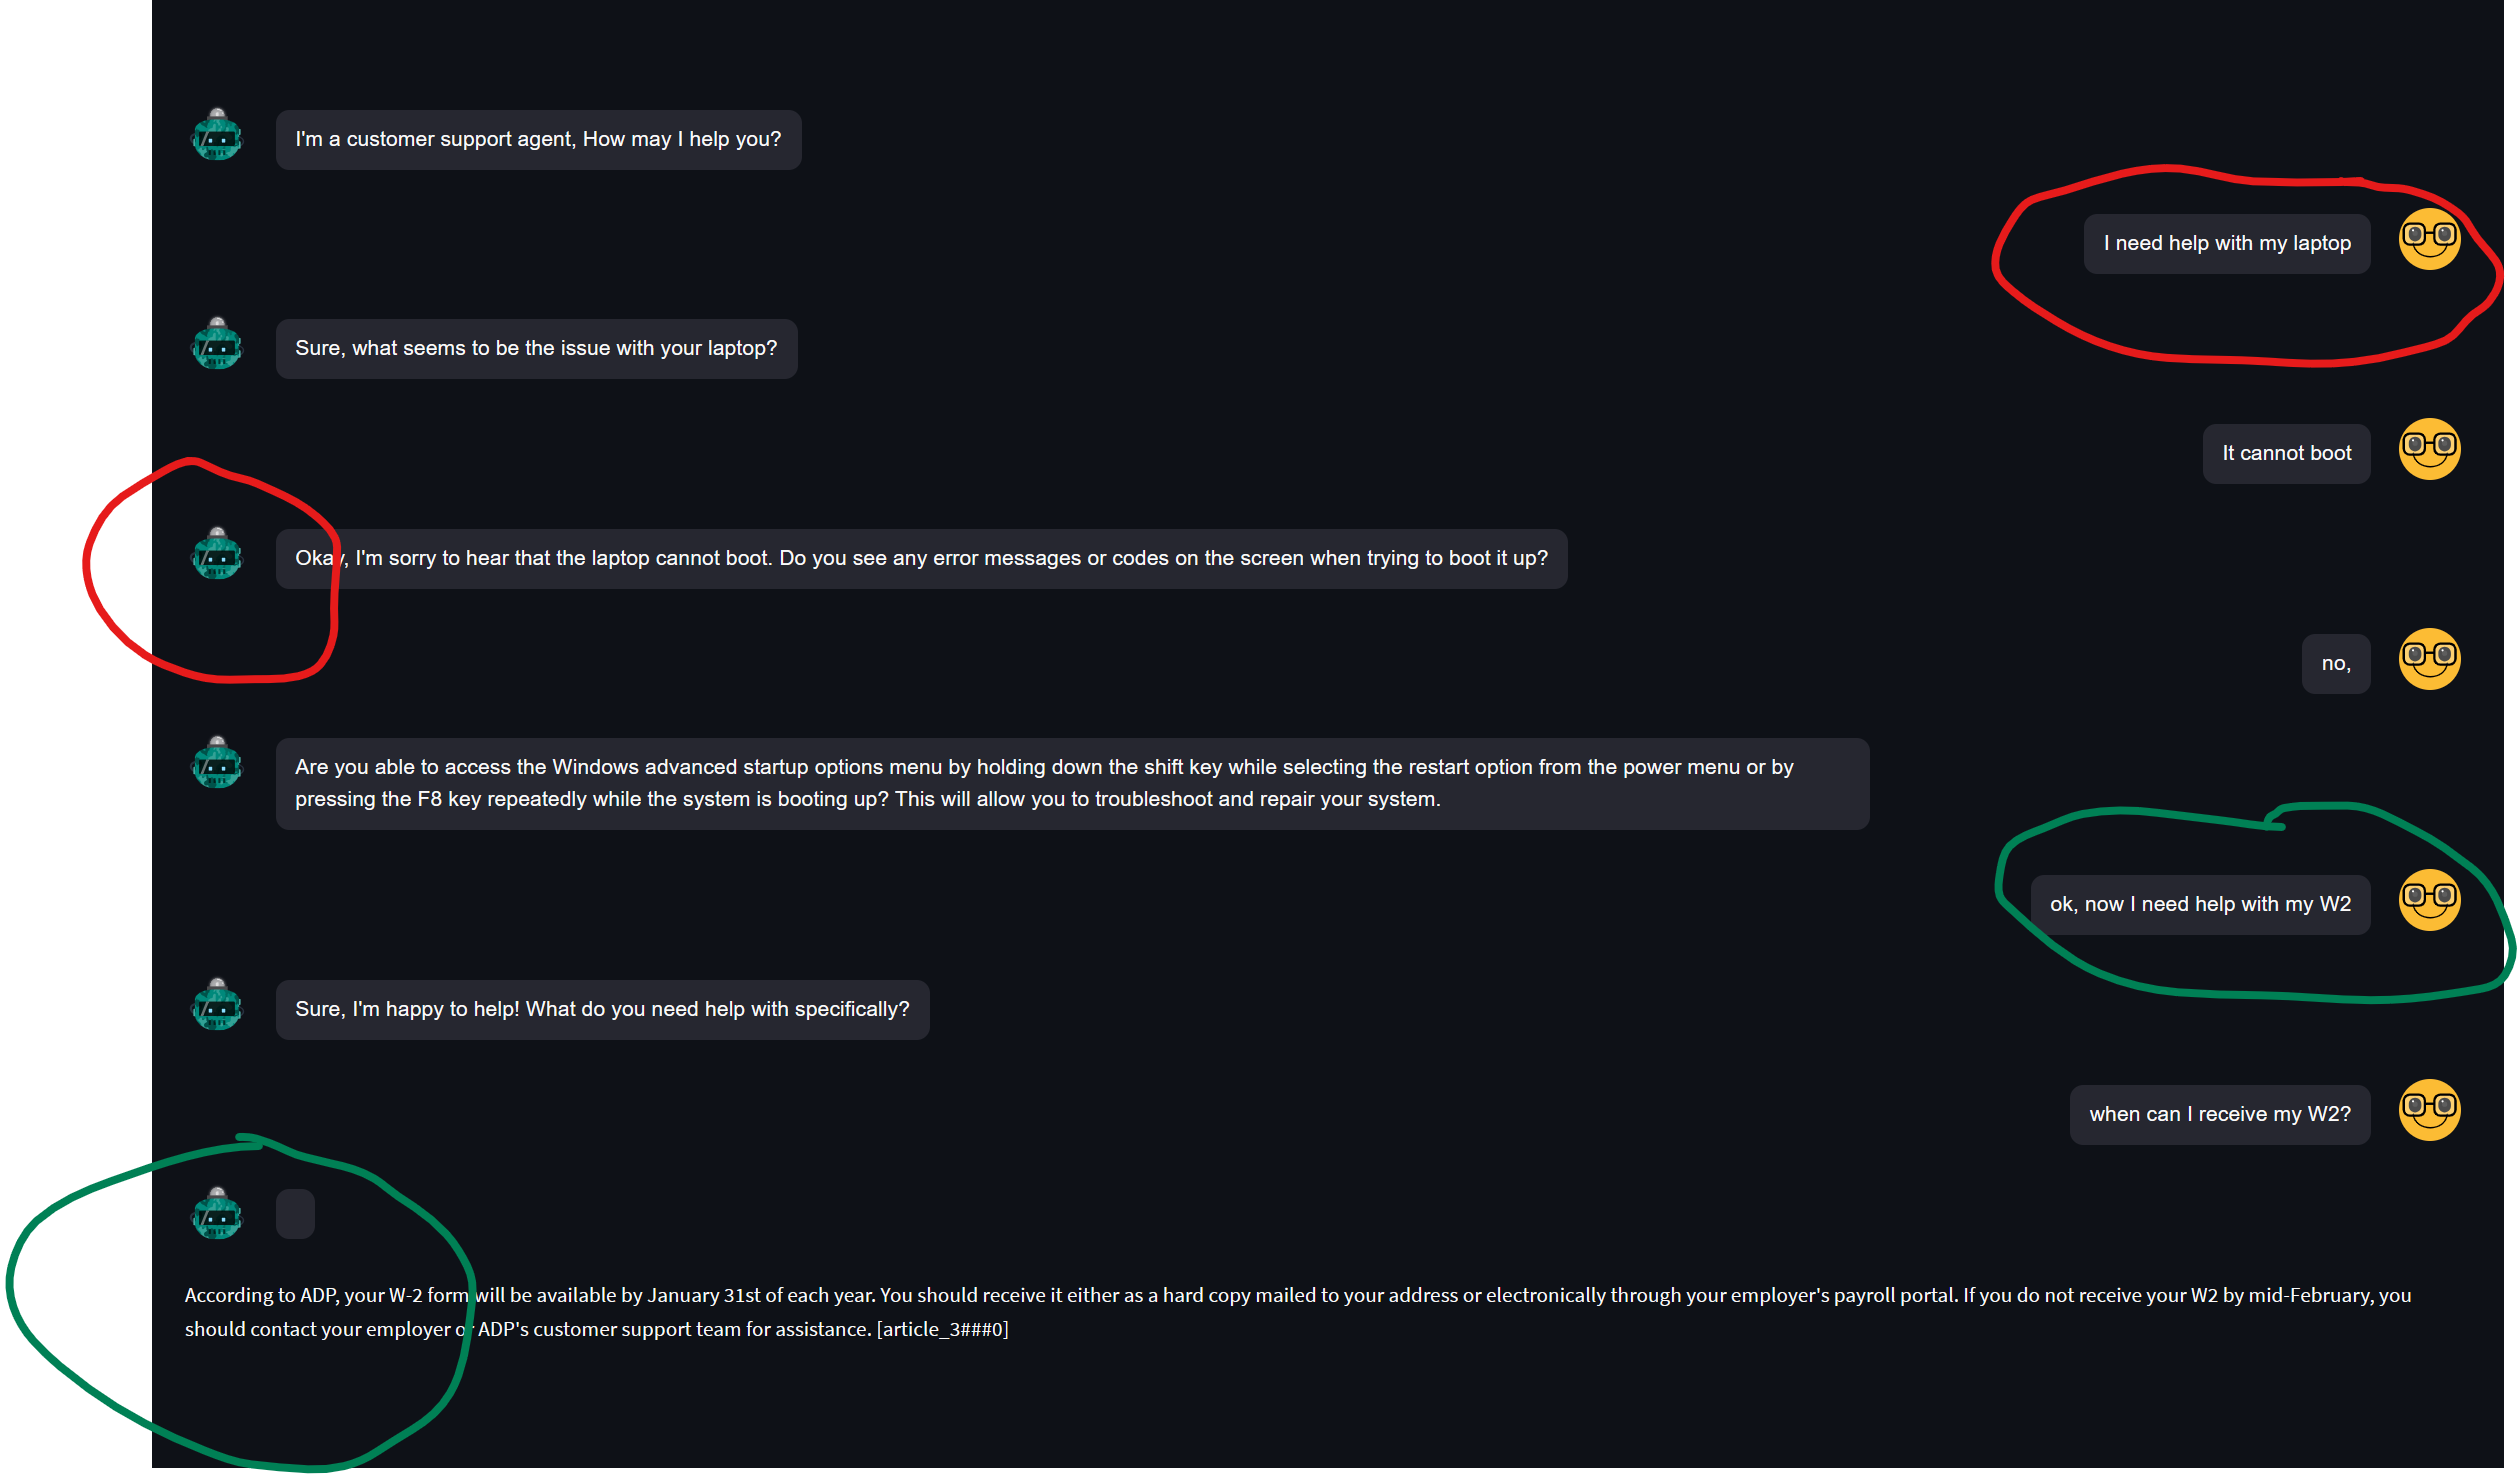 I'm a customer support agent, How may I help you?
I need help with my laptop
Sure, what seems to be the issue with your laptop?
It cannot boot
Okay, I'm sorry to hear that the laptop cannot boot. Do you see any error messages or codes on the screen when trying to boot it up?
no,
Are you able to access the Windows advanced startup options menu by holding down the shift key while selecting the restart option from the power menu or by
pressing the F8 key repeatedly while the system is booting up? This will allow you to troubleshoot and repair your system.
ok, now I need help with my W2
Sure, I'm happy to help! What do you need help with specifically?
when can I receive my W2?
According to ADP, your W-2 form will be available by January 31st of each year. You should receive it either as a hard copy mailed to your address or electronically through your employer's payroll portal. If you do not receive your W2 by mid-February, you
should contact your employer or ADP's customer support team for assistance. [article_3###0]